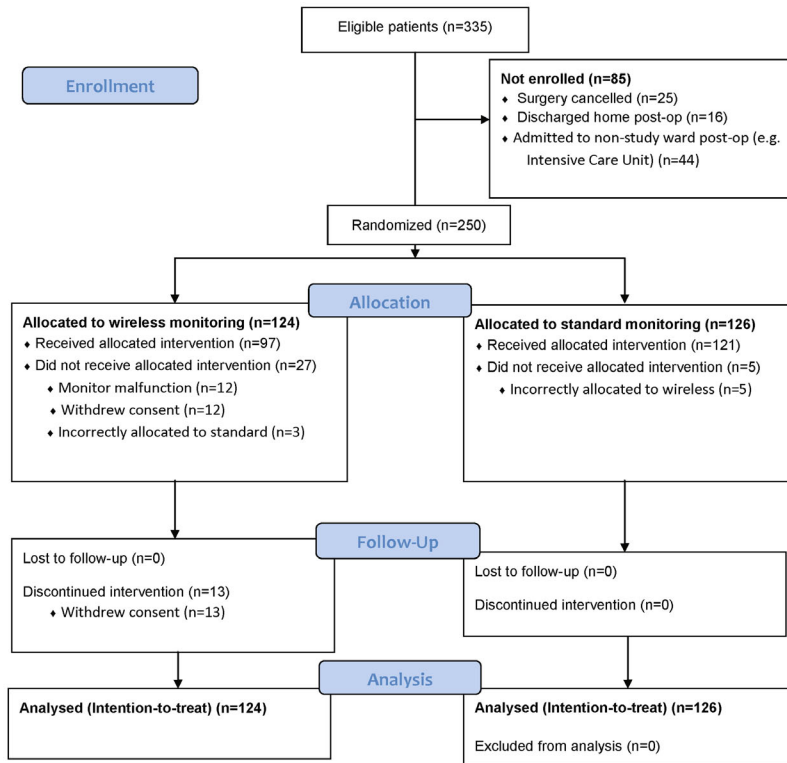 Eligible patients (n=335)
Enrollment
Not enrolled (n=85)
♦ Surgery cancelled (n=25)
♦ Discharged home post-op (n=16)
♦ Admitted to non-study ward post-op (e.g.
Intensive Care Unit) (n=44)
Randomized (n=250)
Allocation
Allocated to wireless monitoring (n=124)
♦ Received allocated intervention (n=97)
♦ Did not receive allocated intervention (n=27)
♦ Monitor malfunction (n=12)
♦ Withdrew consent (n=12)
♦ Incorrectly allocated to standard (n=3)
Allocated to standard monitoring (n=126)
♦ Received allocated intervention (n=121)
♦ Did not receive allocated intervention (n=5)
♦ Incorrectly allocated to wireless (n=5)
Follow-Up
Lost to follow-up (n=0)
Discontinued intervention (n=13)
♦ Withdrew consent (n=13)
Lost to follow-up (n=0)
Discontinued intervention (n=0)
Analysis
Analysed (Intention-to-treat) (n=124)
Analysed (Intention-to-treat) (n=126)
Excluded from analysis (n=0)